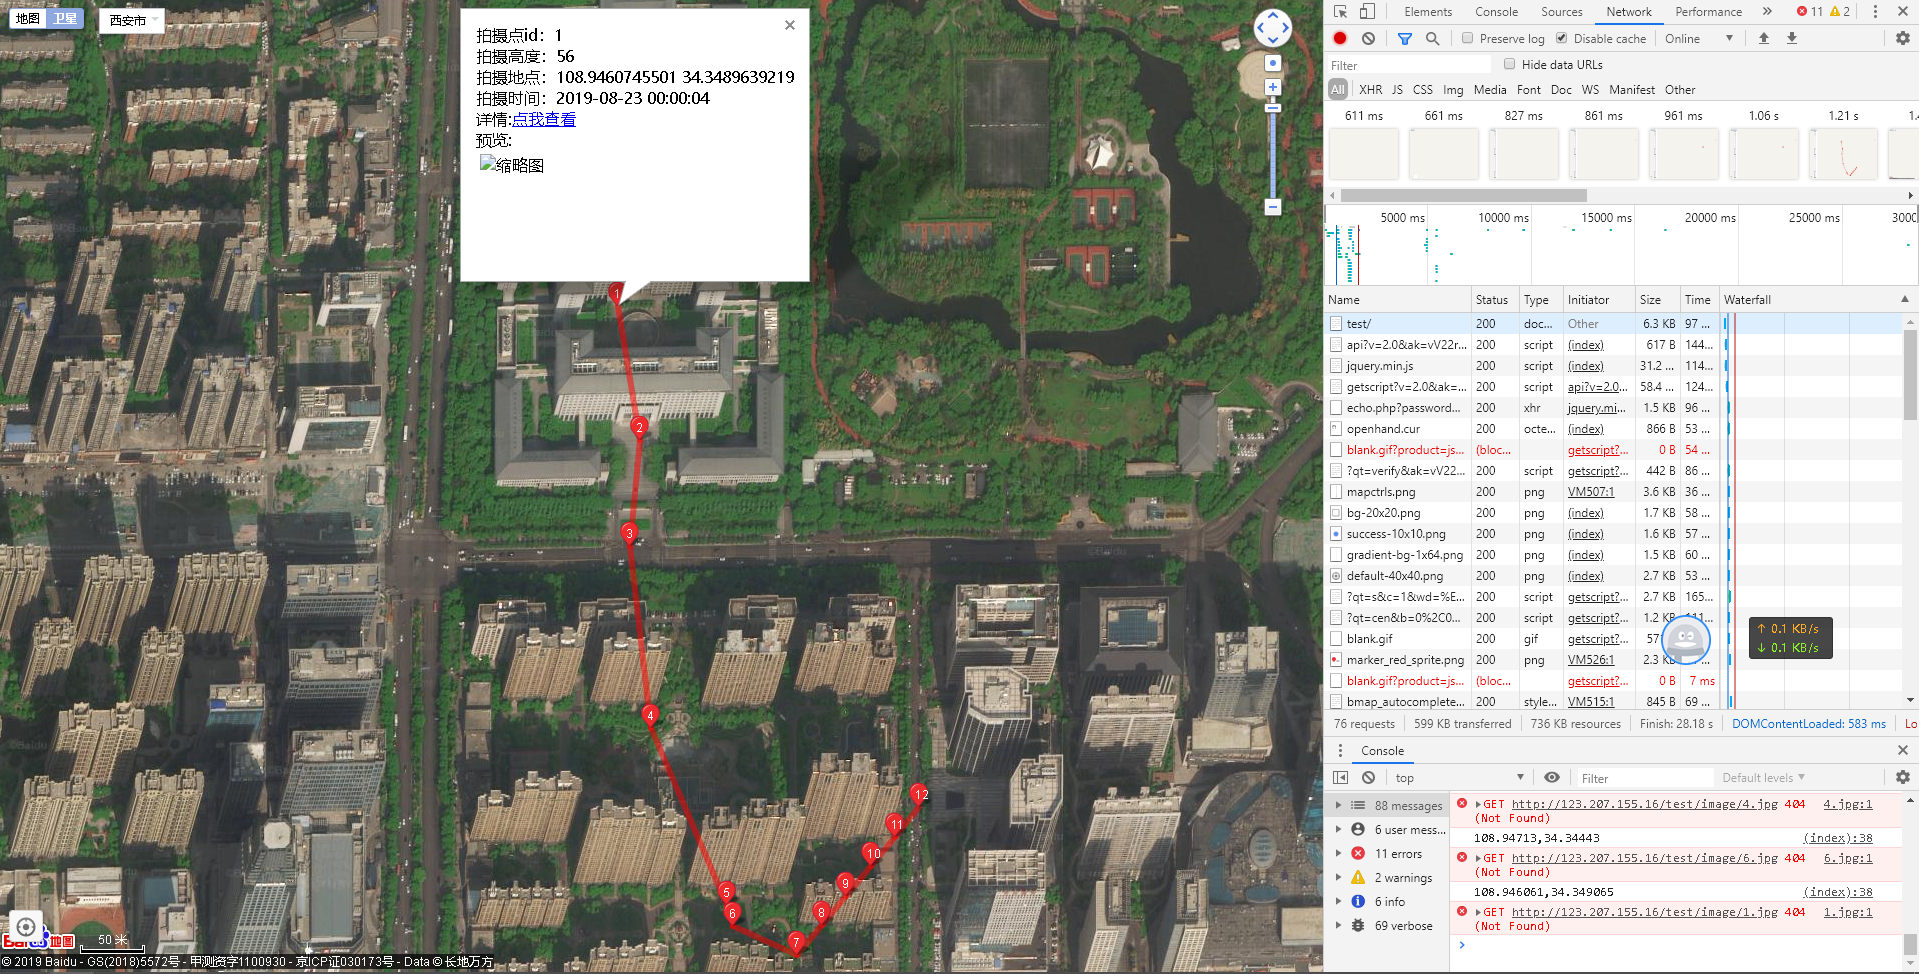 地图 卫星
西安市
拍摄点id：1
拍摄高度：56
拍摄地点：108.9460745501 34.3489639219
拍摄时间：2019-08-23 00:00:04
详情:点我查看
预览:
缩略图
1
2
3
4
5
6
7
8
9
10
11
12
50 米
Baidu地图
© 2019 Baidu - GS(2018)5572号 - 甲测资字1100930 - 京ICP证030173号 - Data © 长地万方
Elements Console Sources Network Performance » 11 2
Preserve log Disable cache Online
Filter Hide data URLs
All XHR JS CSS Img Media Font Doc WS Manifest Other
611 ms 661 ms 827 ms 861 ms 961 ms 1.06 s 1.21 s
5000 ms 10000 ms 15000 ms 20000 ms 25000 ms
Name Status Type Initiator Size Time Waterfall
test/ 200 doc... Other 6.3 KB 97 ...
api?v=2.0&ak=vV22r... 200 script (index) 617 B 144...
jquery.min.js 200 script (index) 31.2 ... 114...
getscript?v=2.0&ak=... 200 script api?v=2.0... 58.4 ... 124...
echo.php?password... 200 xhr jquery.mi... 1.5 KB 96 ...
openhand.cur 200 octe... (index) 866 B 53 ...
blank.gif?product=js... (bloc... getscript?... 0 B 54 ...
?qt=verify&ak=vV22... 200 script getscript?... 442 B 86 ...
mapctrls.png 200 png VM507:1 3.6 KB 36 ...
bg-20x20.png 200 png (index) 1.7 KB 58 ...
success-10x10.png 200 png (index) 1.6 KB 57 ...
gradient-bg-1x64.png 200 png (index) 1.5 KB 60 ...
default-40x40.png 200 png (index) 2.7 KB 53 ...
?qt=s&c=1&wd=%E... 200 script getscript?... 2.7 KB 165...
?qt=cen&b=0%2C0... 200 script getscript?... 1.2 KB
blank.gif 200 gif getscript?...
marker_red_sprite.png 200 png VM526:1 2.3
blank.gif?product=js... (bloc... getscript?... 0 B 7 ms
bmap_autocomplete... 200 style... VM515:1 845 B 69 ...
↑ 0.1 KB/s
↓ 0.1 KB/s
76 requests 599 KB transferred 736 KB resources Finish: 28.18 s DOMContentLoaded: 583 ms Lo
Console
top Filter Default levels
88 messages
6 user mess...
11 errors
2 warnings
6 info
69 verbose
GET http://123.207.155.16/test/image/4.jpg 404 4.jpg:1
(Not Found)
108.94713,34.34443 (index):38
GET http://123.207.155.16/test/image/6.jpg 404 6.jpg:1
(Not Found)
108.946061,34.349065 (index):38
GET http://123.207.155.16/test/image/1.jpg 404 1.jpg:1
(Not Found)